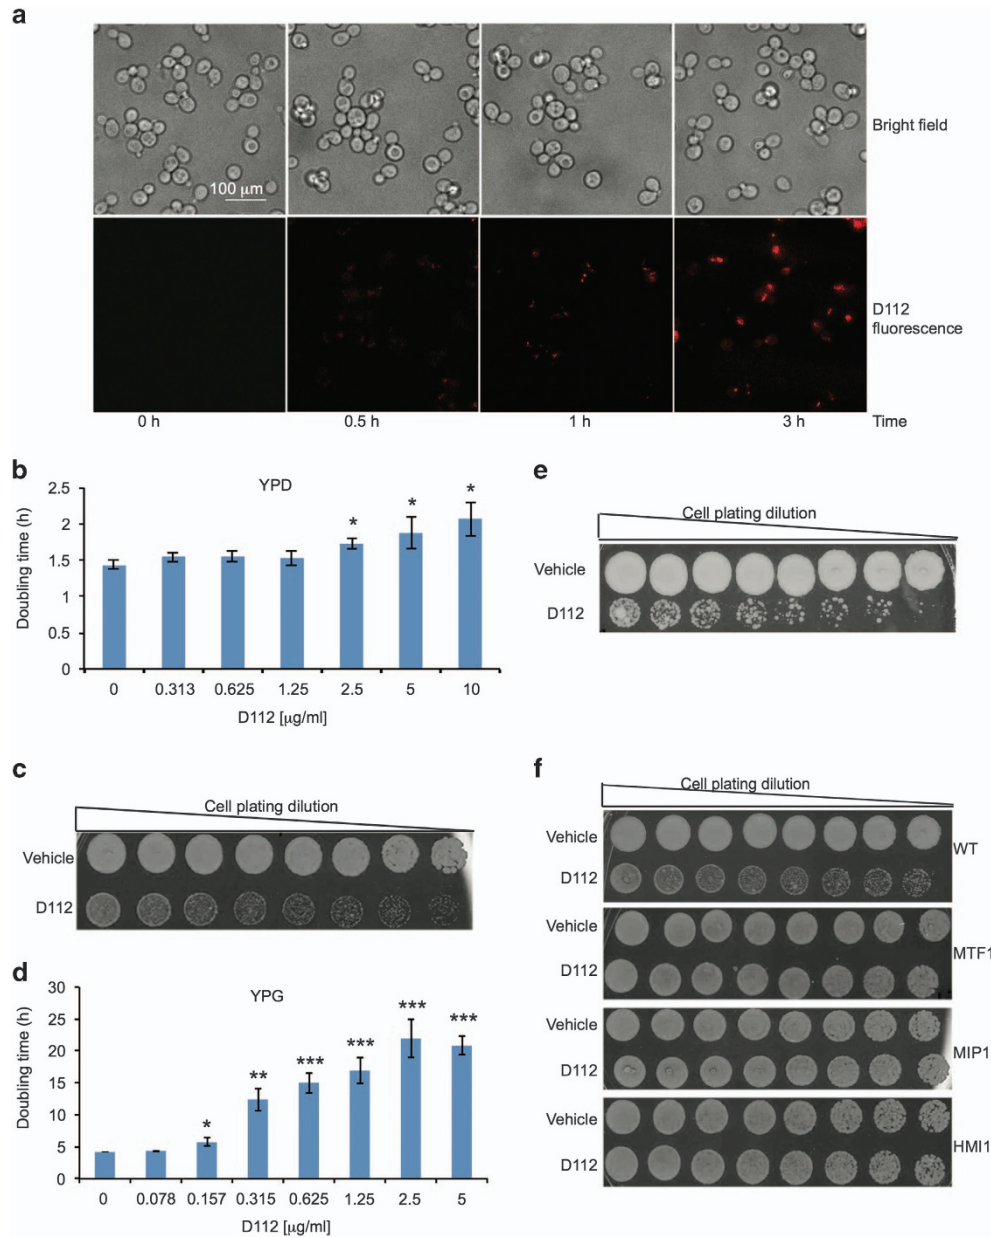 a
100 μm
Bright field
D112
fluorescence
0 h 0.5 h 1 h 3 h Time
b
YPD
Doubling time (h)
2.5
2
1.5
1
0.5
0
* * *
0 0.313 0.625 1.25 2.5 5 10
D112 [μg/ml]
c
Cell plating dilution
Vehicle
D112
d
YPG
Doubling time (h)
30
25
20
15
10
5
0
* ** *** *** *** ***
0 0.078 0.157 0.315 0.625 1.25 2.5 5
D112 [μg/ml]
e
Cell plating dilution
Vehicle
D112
f
Cell plating dilution
Vehicle
D112
WT
Vehicle
D112
MTF1
Vehicle
D112
MIP1
Vehicle
D112
HMI1